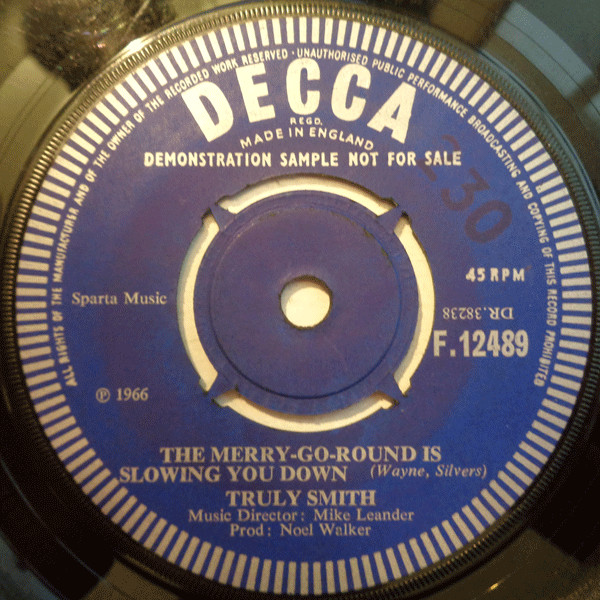 ALL RIGHTS OF THE MANUFACTURER AND OF THE OWNER OF THE RECORDED WORK RESERVED · UNAUTHORISED PUBLIC PERFORMANCE BROADCASTING AND COPYING OF THIS RECORD PROHIBITED
DECCA
REGD.
MADE IN ENGLAND
DEMONSTRATION SAMPLE NOT FOR SALE
230
45 RPM
Sparta Music
DR.38238
F.12489
℗ 1966
THE MERRY-GO-ROUND IS
SLOWING YOU DOWN (Wayne, Silvers)
TRULY SMITH
Music Director: Mike Leander
Prod: Noel Walker